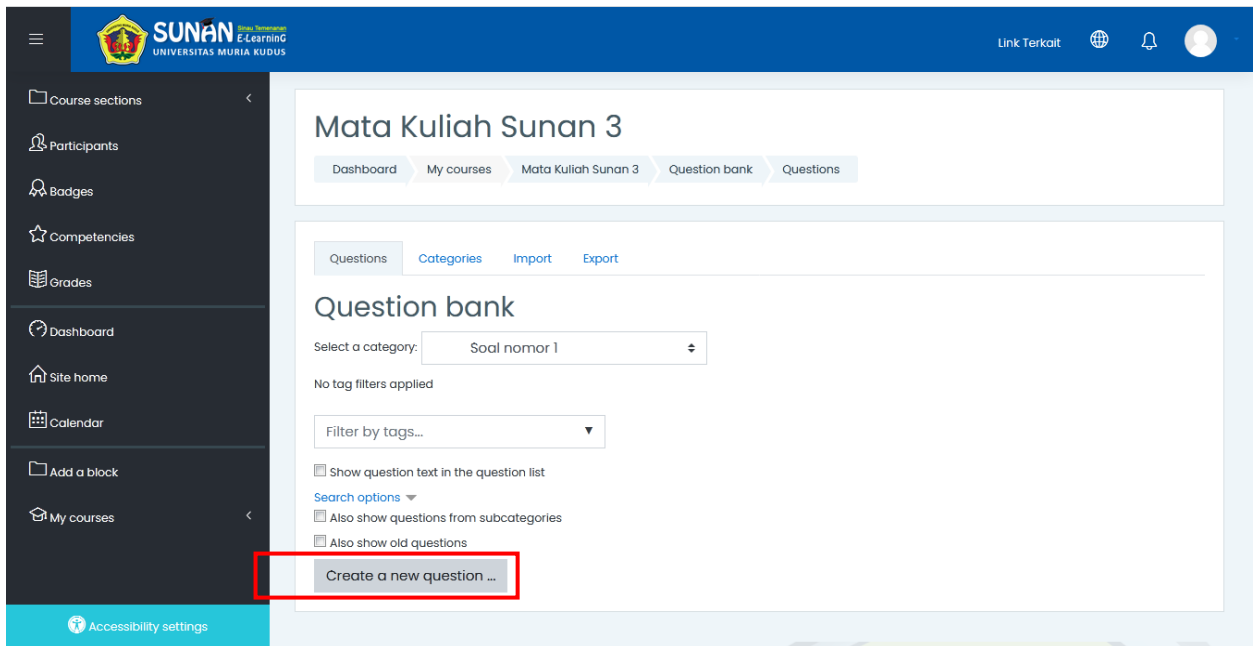 SUNAN Sinau Temenanan
E-Learning
UNIVERSITAS MURIA KUDUS
Link Terkait
Course sections
Participants
Badges
Competencies
Grades
Dashboard
Site home
Calendar
Add a block
My courses
Accessibility settings
Mata Kuliah Sunan 3
Dashboard My courses Mata Kuliah Sunan 3 Question bank Questions
Questions Categories Import Export
Question bank
Select a category: Soal nomor 1
No tag filters applied
Filter by tags...
Show question text in the question list
Search options
Also show questions from subcategories
Also show old questions
Create a new question ...